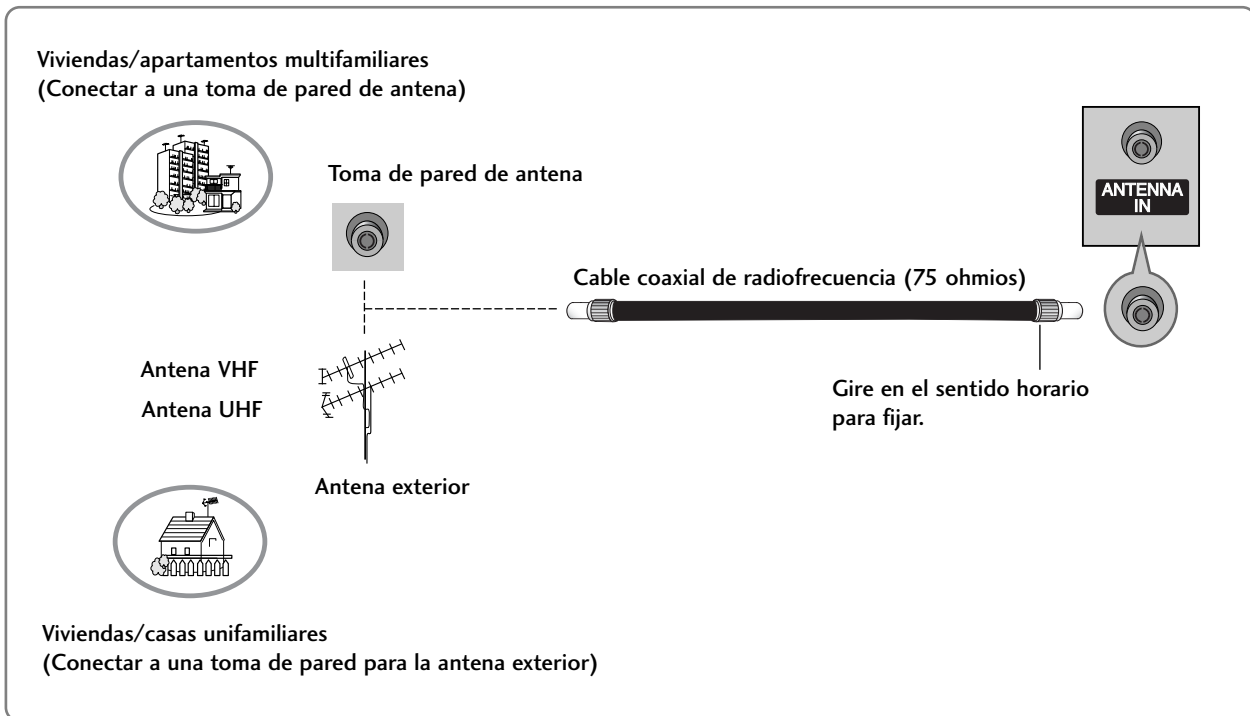 Viviendas/apartamentos multifamiliares
(Conectar a una toma de pared de antena)
Toma de pared de antena
ANTENNA
IN
Cable coaxial de radiofrecuencia (75 ohmios)
Antena VHF
Antena UHF
Gire en el sentido horario
para fijar.
Antena exterior
Viviendas/casas unifamiliares
(Conectar a una toma de pared para la antena exterior)